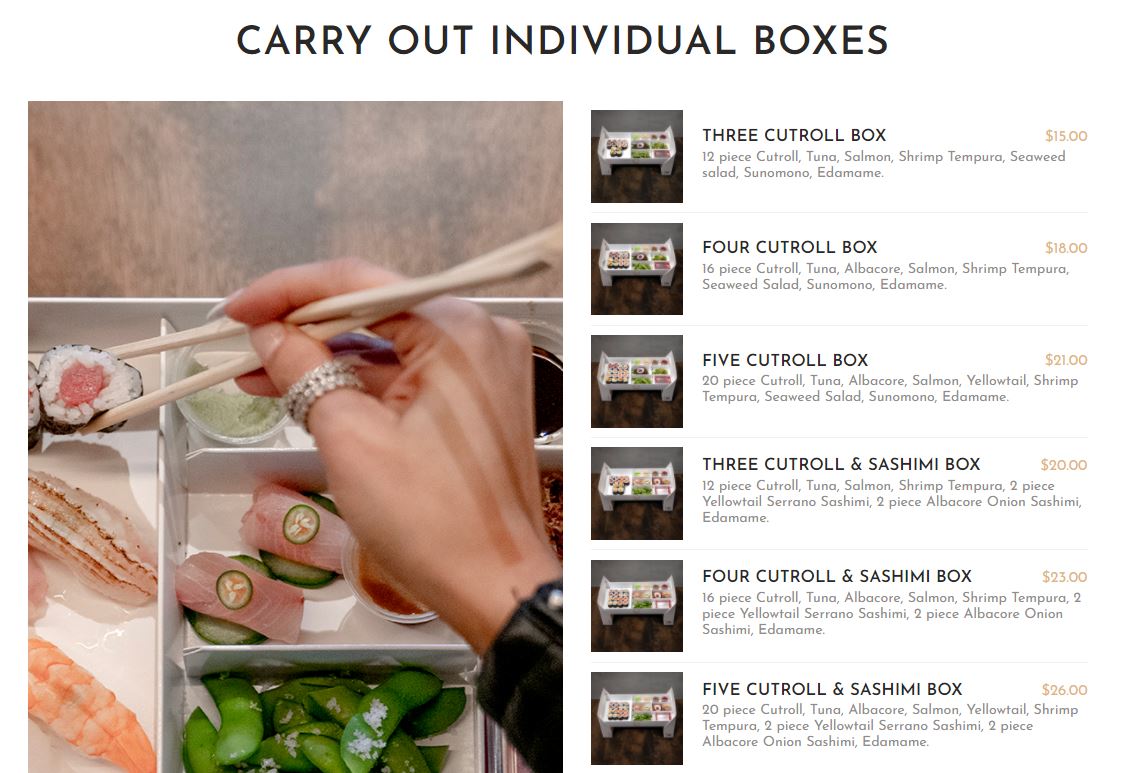 CARRY OUT INDIVIDUAL BOXES
THREE CUTROLL BOX $15.00
12 piece Cutroll, Tuna, Salmon, Shrimp Tempura, Seaweed
salad, Sunomono, Edamame.
FOUR CUTROLL BOX $18.00
16 piece Cutroll, Tuna, Albacore, Salmon, Shrimp Tempura,
Seaweed Salad, Sunomono, Edamame.
FIVE CUTROLL BOX $21.00
20 piece Cutroll, Tuna, Albacore, Salmon, Yellowtail, Shrimp
Tempura, Seaweed Salad, Sunomono, Edamame.
THREE CUTROLL & SASHIMI BOX $20.00
12 piece Cutroll, Tuna, Salmon, Shrimp Tempura, 2 piece
Yellowtail Serrano Sashimi, 2 piece Albacore Onion Sashimi,
Edamame.
FOUR CUTROLL & SASHIMI BOX $23.00
16 piece Cutroll, Tuna, Albacore, Salmon, Shrimp Tempura, 2
piece Yellowtail Serrano Sashimi, 2 piece Albacore Onion
Sashimi, Edamame.
FIVE CUTROLL & SASHIMI BOX $26.00
20 piece Cutroll, Tuna, Albacore, Salmon, Yellowtail, Shrimp
Tempura, 2 piece Yellowtail Serrano Sashimi, 2 piece
Albacore Onion Sashimi, Edamame.